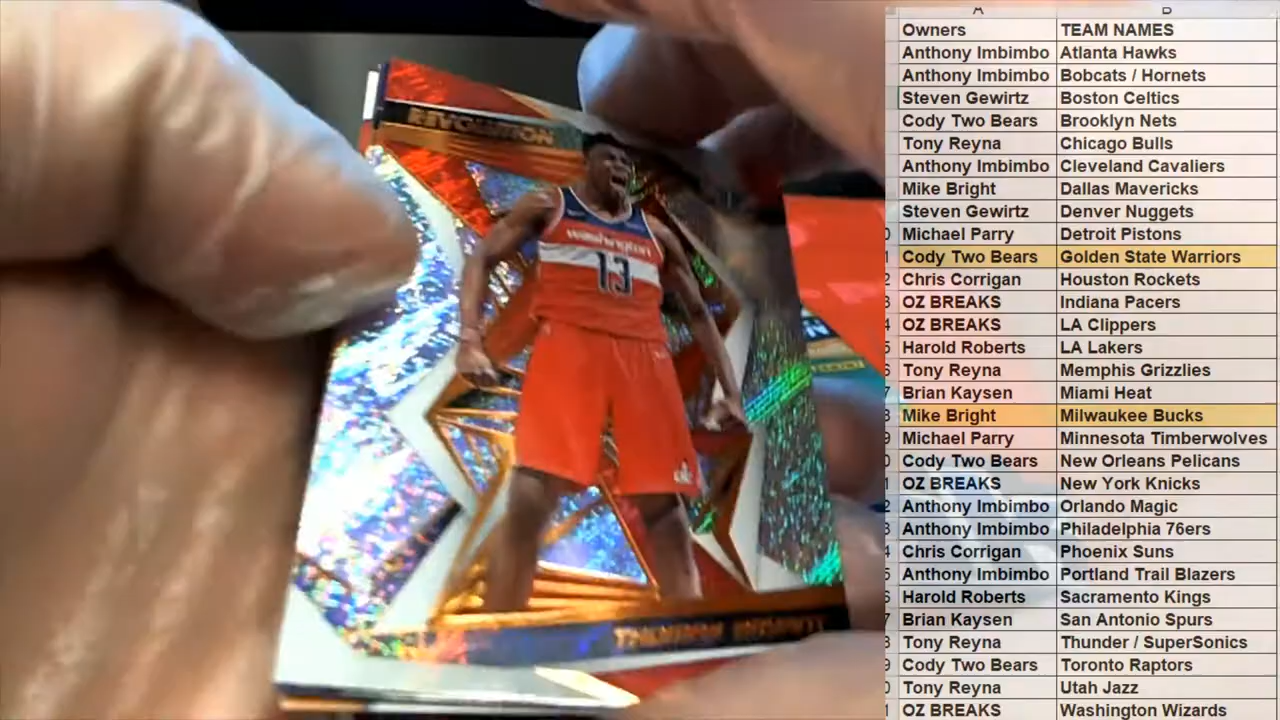 REVOLUTION
washington
13
THOMAS BRYANT
A B
Owners TEAM NAMES
Anthony Imbimbo Atlanta Hawks
Anthony Imbimbo Bobcats / Hornets
Steven Gewirtz Boston Celtics
Cody Two Bears Brooklyn Nets
Tony Reyna Chicago Bulls
Anthony Imbimbo Cleveland Cavaliers
Mike Bright Dallas Mavericks
Steven Gewirtz Denver Nuggets
Michael Parry Detroit Pistons
Cody Two Bears Golden State Warriors
Chris Corrigan Houston Rockets
OZ BREAKS Indiana Pacers
OZ BREAKS LA Clippers
Harold Roberts LA Lakers
Tony Reyna Memphis Grizzlies
Brian Kaysen Miami Heat
Mike Bright Milwaukee Bucks
Michael Parry Minnesota Timberwolves
Cody Two Bears New Orleans Pelicans
OZ BREAKS New York Knicks
Anthony Imbimbo Orlando Magic
Anthony Imbimbo Philadelphia 76ers
Chris Corrigan Phoenix Suns
Anthony Imbimbo Portland Trail Blazers
Harold Roberts Sacramento Kings
Brian Kaysen San Antonio Spurs
Tony Reyna Thunder / SuperSonics
Cody Two Bears Toronto Raptors
Tony Reyna Utah Jazz
OZ BREAKS Washington Wizards